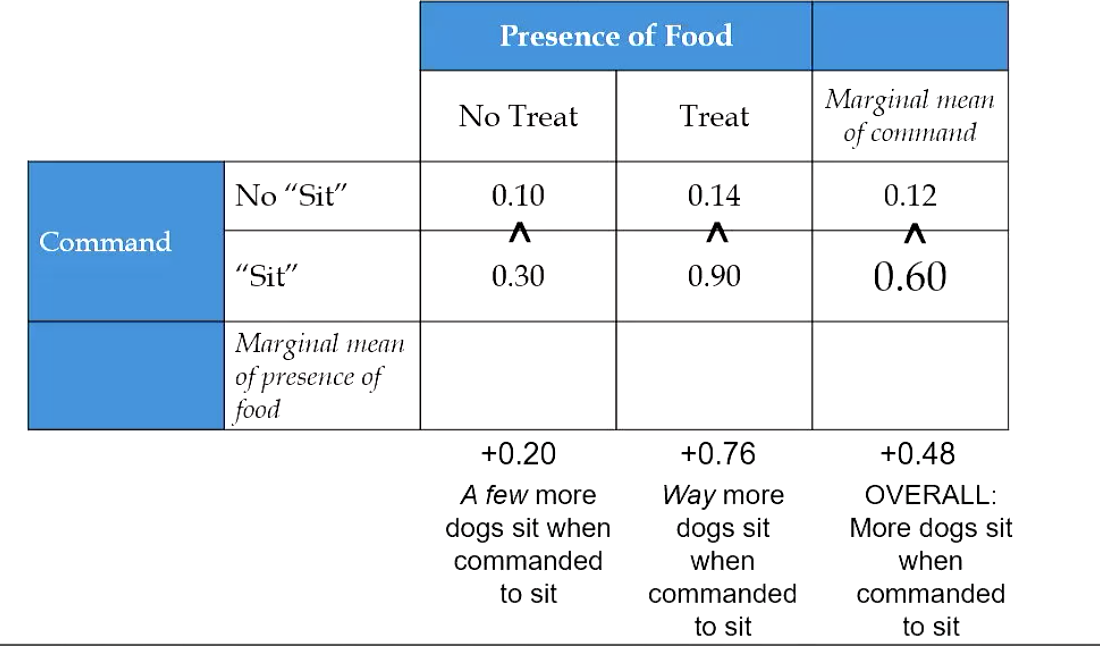 Presence of Food
No Treat
Treat
Marginal mean
of command
Command
No “Sit”
0.10
0.14
0.12
^
^
^
“Sit”
0.30
0.90
0.60
Marginal mean
of presence of
food
+0.20
+0.76
+0.48
A few more
dogs sit when
commanded
to sit
Way more
dogs sit
when
commanded
to sit
OVERALL:
More dogs sit
when
commanded
to sit